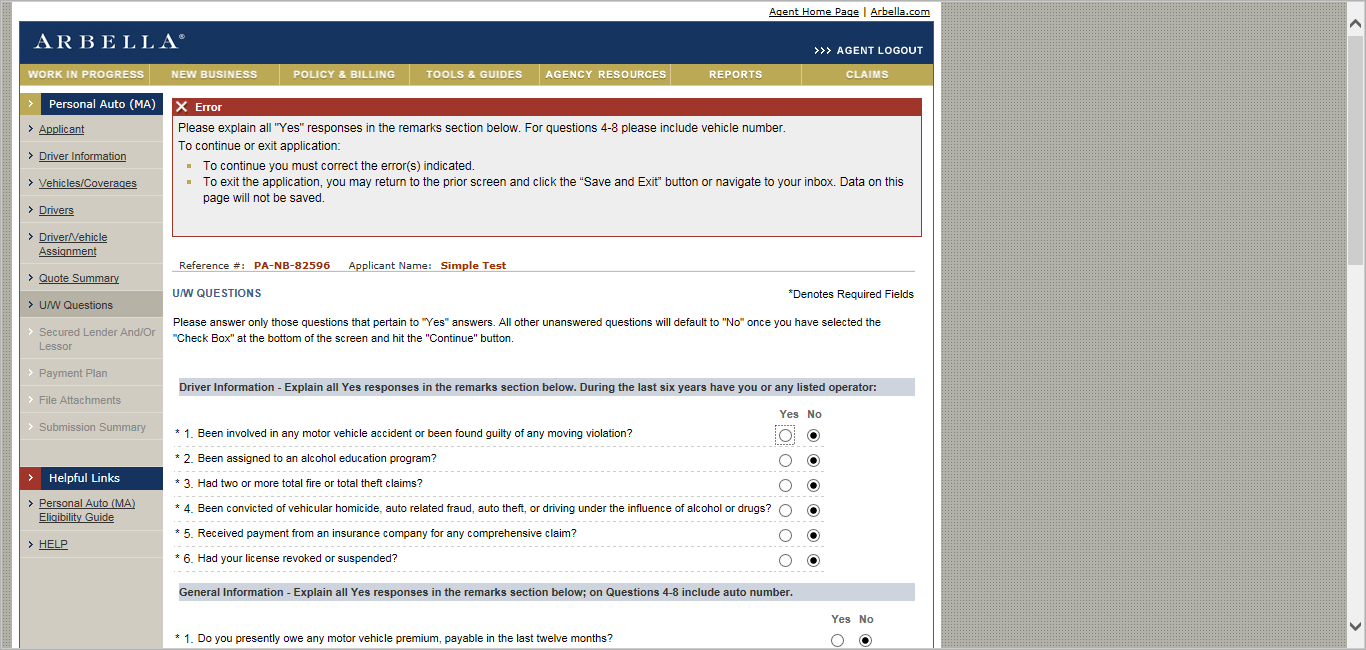 Agent Home Page | Arbella.com
ARBELLA®
>>> AGENT LOGOUT
WORK IN PROGRESS NEW BUSINESS POLICY & BILLING TOOLS & GUIDES AGENCY RESOURCES REPORTS CLAIMS
Personal Auto (MA)
Applicant
Driver Information
Vehicles/Coverages
Drivers
Driver/Vehicle
Assignment
Quote Summary
U/W Questions
Secured Lender And/Or
Lessor
Payment Plan
File Attachments
Submission Summary
Helpful Links
Personal Auto (MA)
Eligibility Guide
HELP
Error
Please explain all "Yes" responses in the remarks section below. For questions 4-8 please include vehicle number.
To continue or exit application:
To continue you must correct the error(s) indicated.
To exit the application, you may return to the prior screen and click the “Save and Exit” button or navigate to your inbox. Data on this
page will not be saved.
Reference #: PA-NB-82596 Applicant Name: Simple Test
U/W QUESTIONS
*Denotes Required Fields
Please answer only those questions that pertain to "Yes" answers. All other unanswered questions will default to "No" once you have selected the
"Check Box" at the bottom of the screen and hit the "Continue" button.
Driver Information - Explain all Yes responses in the remarks section below. During the last six years have you or any listed operator:
Yes No
* 1. Been involved in any motor vehicle accident or been found guilty of any moving violation?
* 2. Been assigned to an alcohol education program?
* 3. Had two or more total fire or total theft claims?
* 4. Been convicted of vehicular homicide, auto related fraud, auto theft, or driving under the influence of alcohol or drugs?
* 5. Received payment from an insurance company for any comprehensive claim?
* 6. Had your license revoked or suspended?
General Information - Explain all Yes responses in the remarks section below; on Questions 4-8 include auto number.
Yes No
* 1. Do you presently owe any motor vehicle premium, payable in the last twelve months?